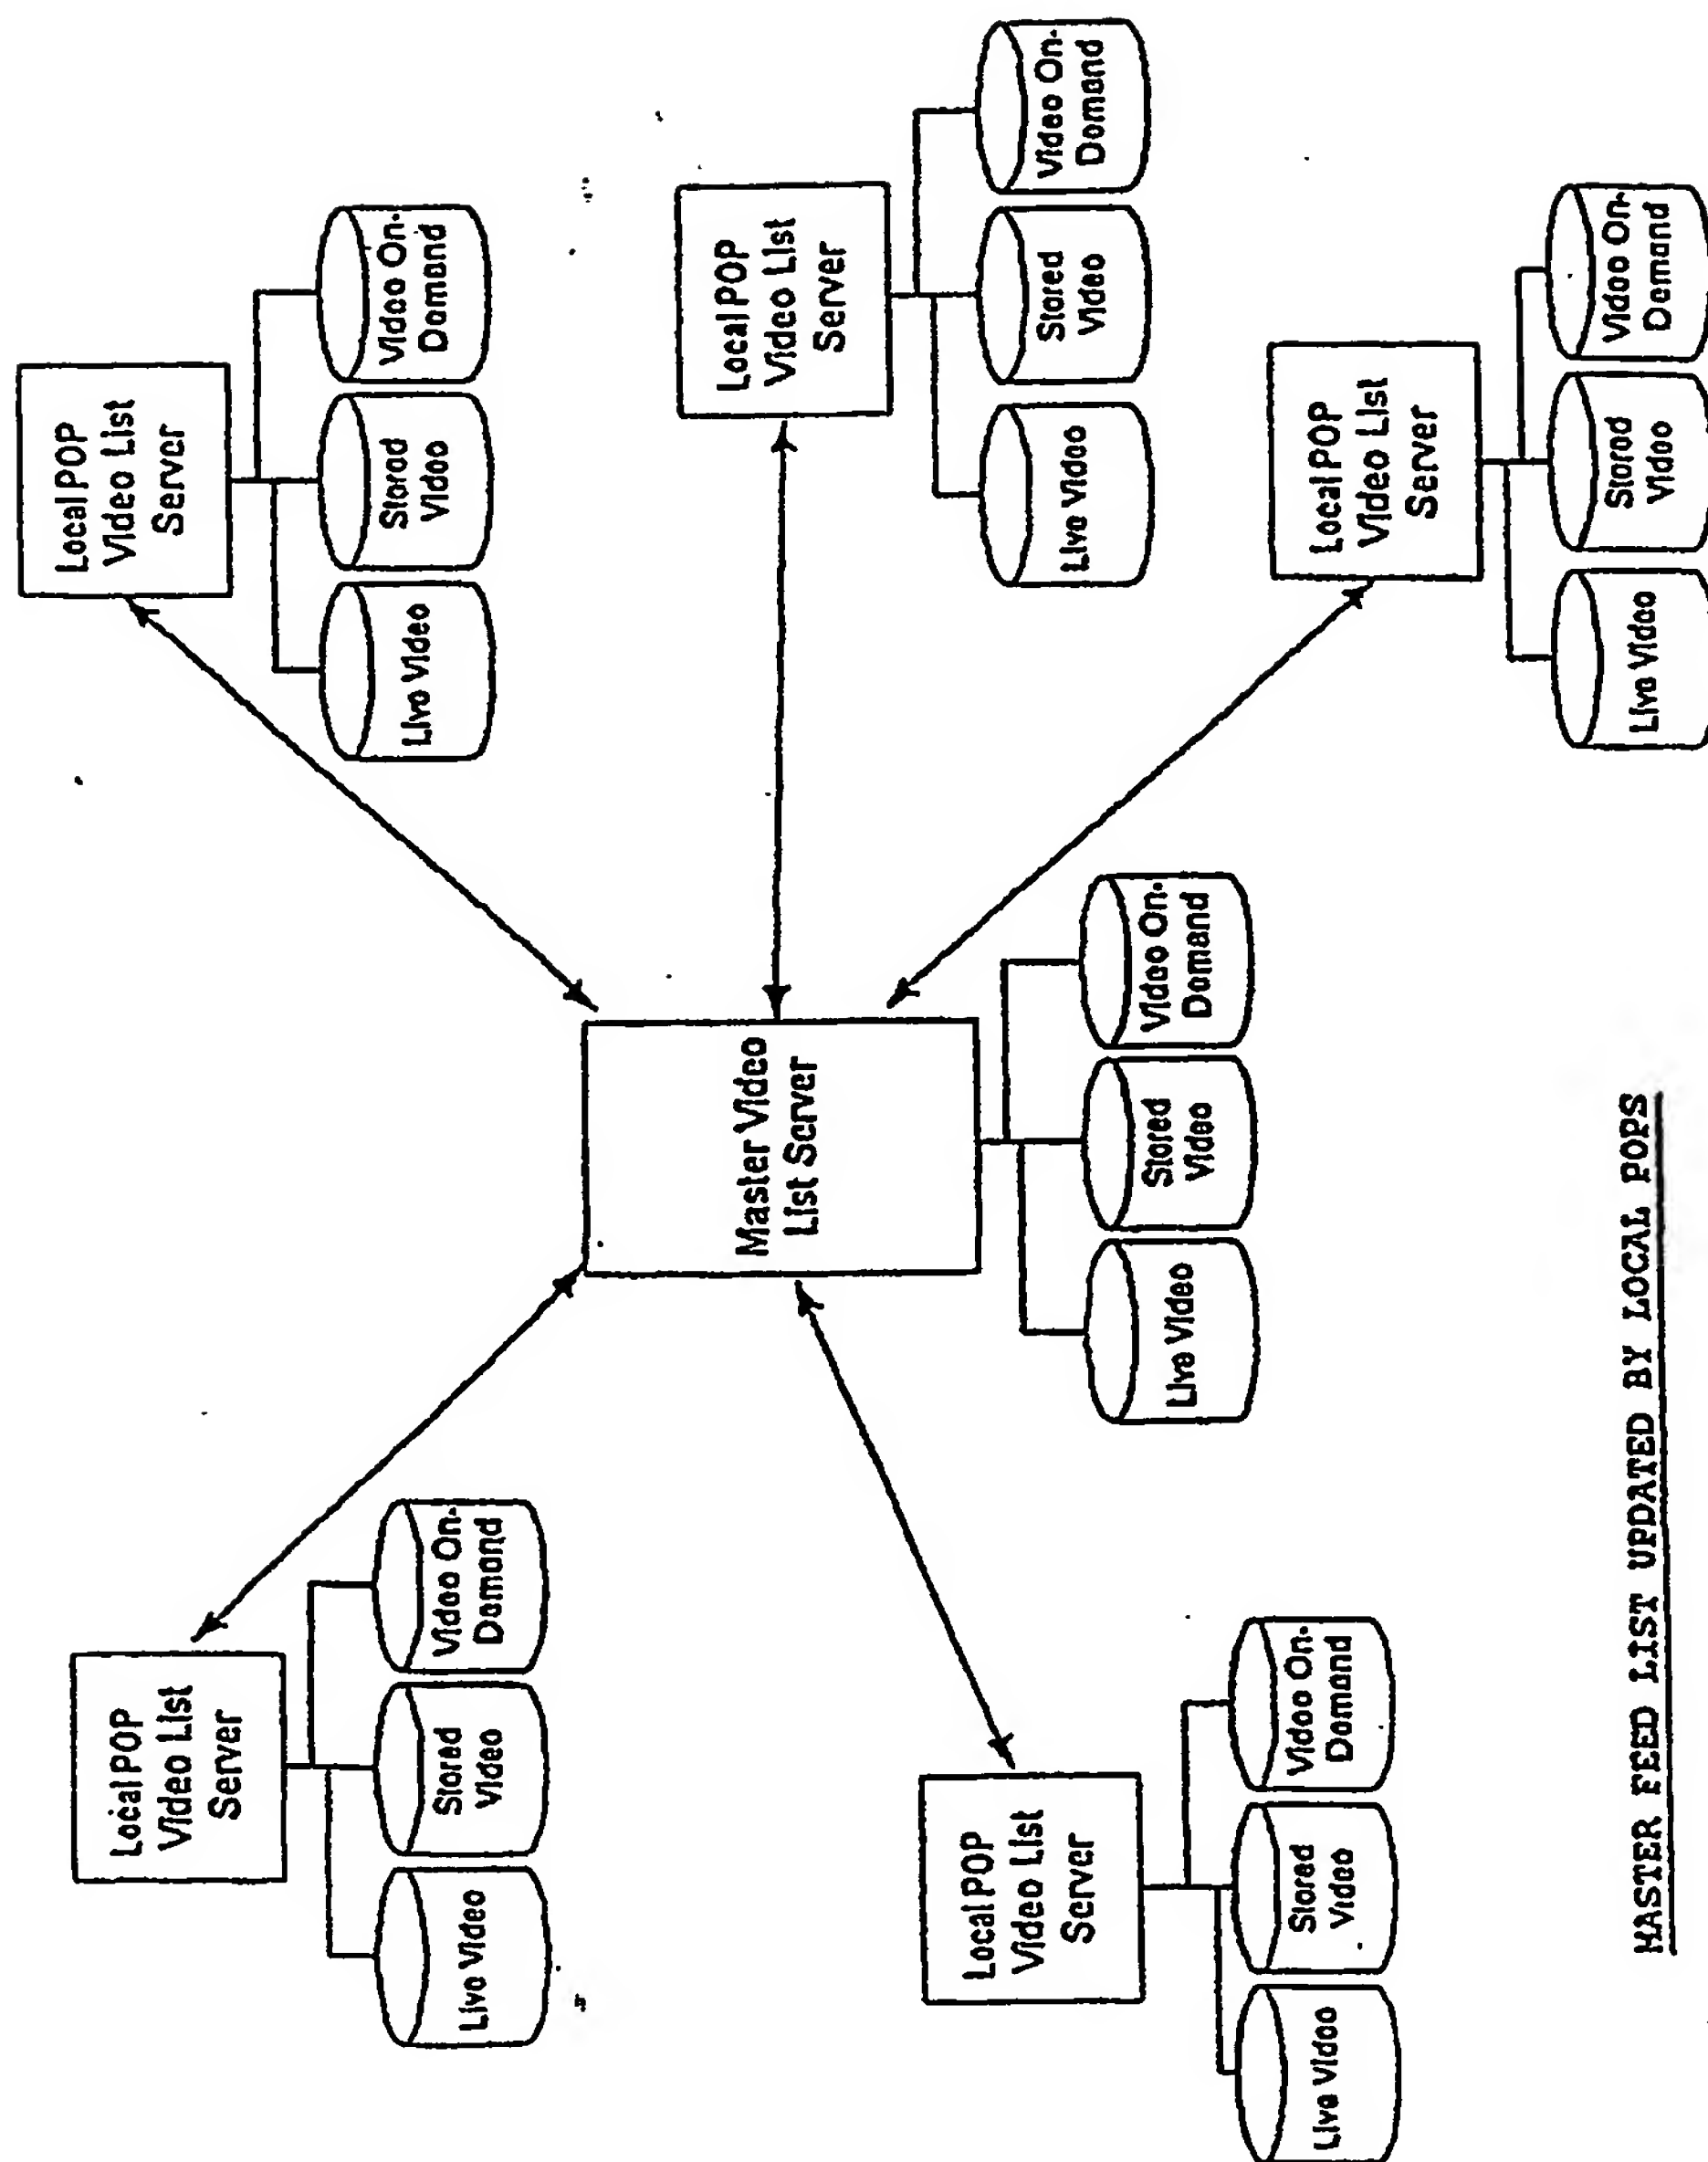 Local POP
Video List
Server
Live Video
Stored
Video
Video On-
Demand
Local POP
Video List
Server
Live Video
Stored
Video
Video On-
Demand
Master Video
List Server
Live Video
Stored
Video
Video On-
Demand
Local POP
Video List
Server
Live Video
Stored
Video
Video On-
Demand
Local POP
Video List
Server
Live Video
Stored
Video
Video On-
Demand
Local POP
Video List
Server
Live Video
Stored
Video
Video On-
Demand
MASTER FEED LIST UPDATED BY LOCAL POPS